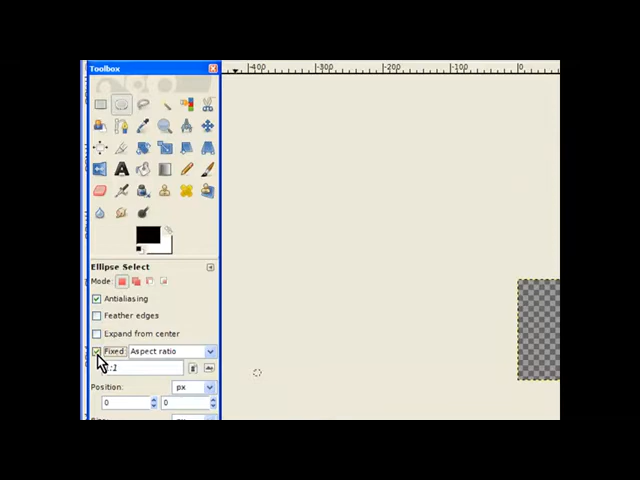 Toolbox
-400 -300 -200 -100 0
Ellipse Select
Mode:
Antialiasing
Feather edges
Expand from center
Fixed: Aspect ratio
:1
Position: px
0 0